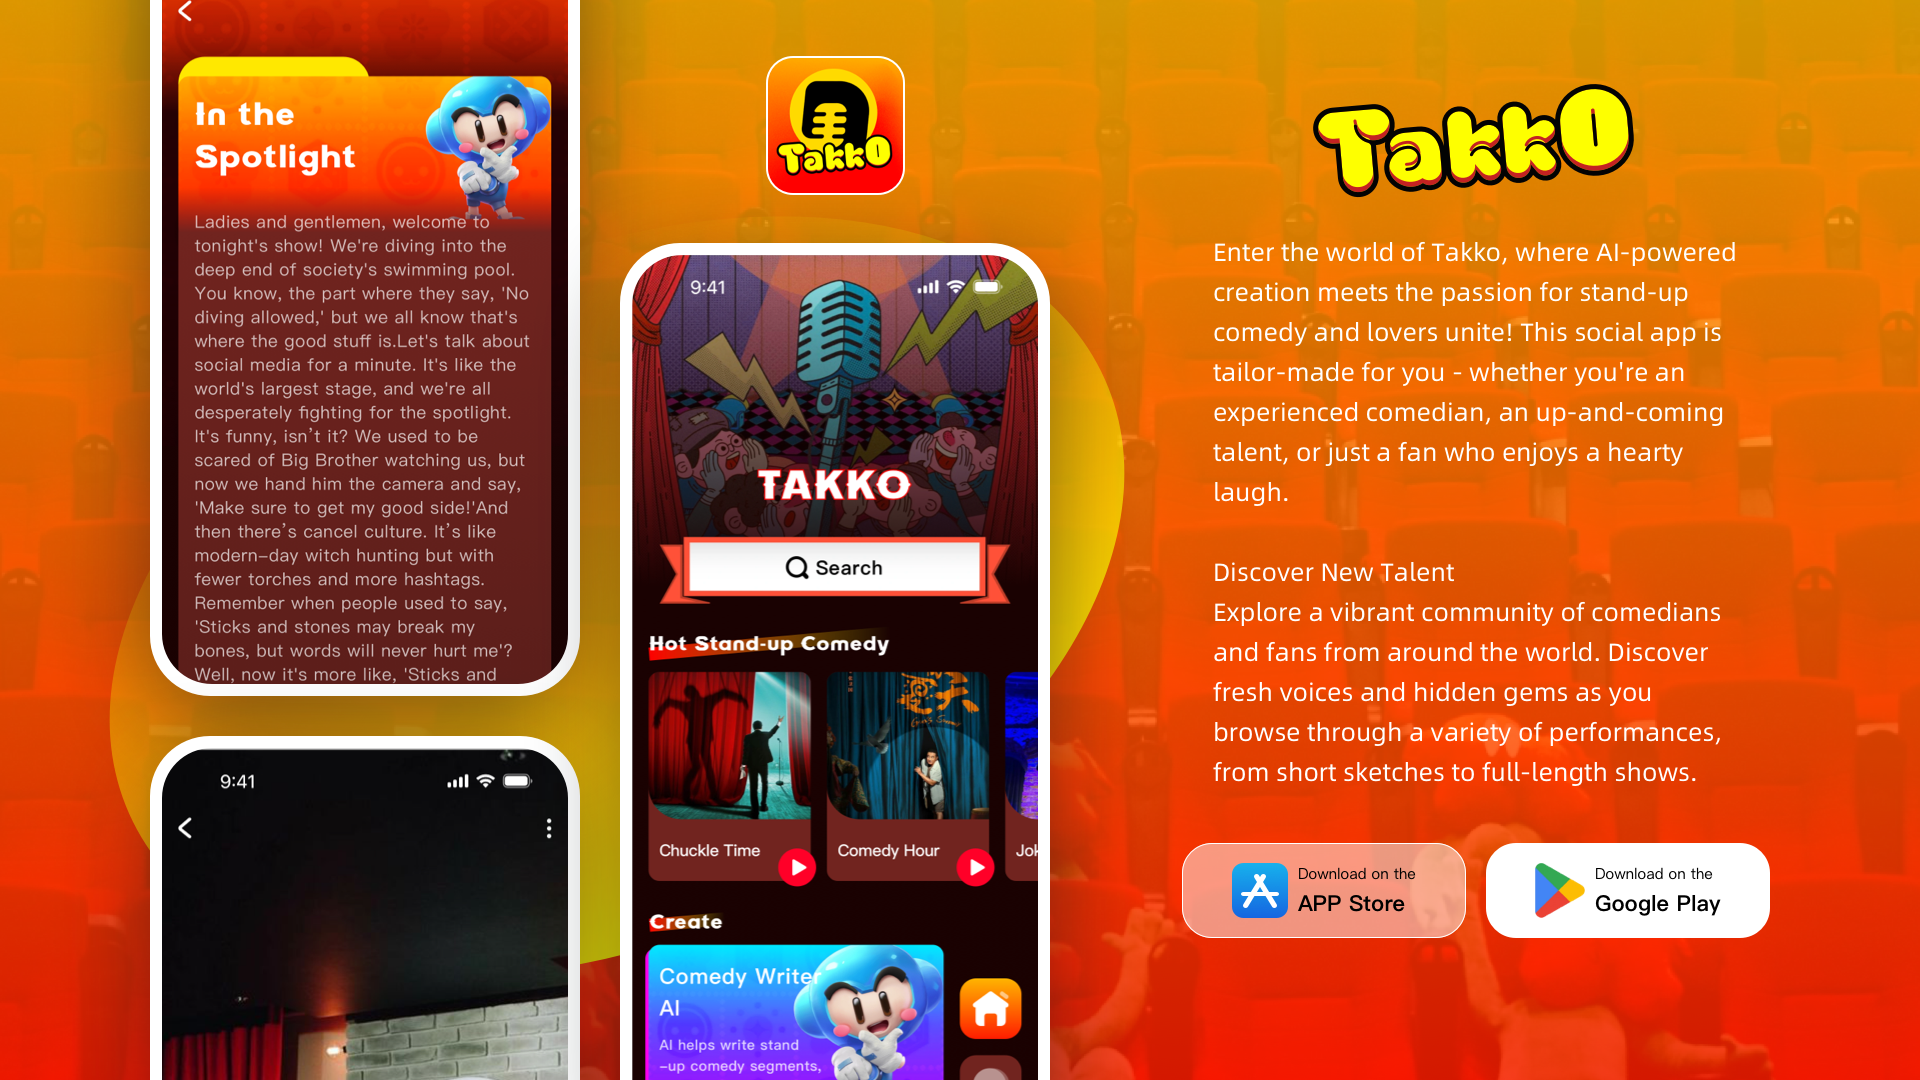 In the
Spotlight
Ladies and gentlemen, welcome to
tonight's show! We're diving into the
deep end of society's swimming pool.
You know, the part where they say, 'No
diving allowed,' but we all know that's
where the good stuff is.Let's talk about
social media for a minute. It's like the
world's largest stage, and we're all
desperately fighting for the spotlight.
It's funny, isn’t it? We used to be
scared of Big Brother watching us, but
now we hand him the camera and say,
'Make sure to get my good side!'And
then there’s cancel culture. It’s like
modern-day witch hunting but with
fewer torches and more hashtags.
Remember when people used to say,
'Sticks and stones may break my
bones, but words will never hurt me'?
Well, now it's more like, 'Sticks and
9:41
TakkO
9:41
TAKKO
Search
Hot Stand-up Comedy
Chuckle Time
Comedy Hour
Jok
Create
Comedy Writer
AI
AI helps write stand
-up comedy segments,
TakkO
Enter the world of Takko, where AI-powered
creation meets the passion for stand-up
comedy and lovers unite! This social app is
tailor-made for you - whether you're an
experienced comedian, an up-and-coming
talent, or just a fan who enjoys a hearty
laugh.
Discover New Talent
Explore a vibrant community of comedians
and fans from around the world. Discover
fresh voices and hidden gems as you
browse through a variety of performances,
from short sketches to full-length shows.
Download on the
APP Store
Download on the
Google Play